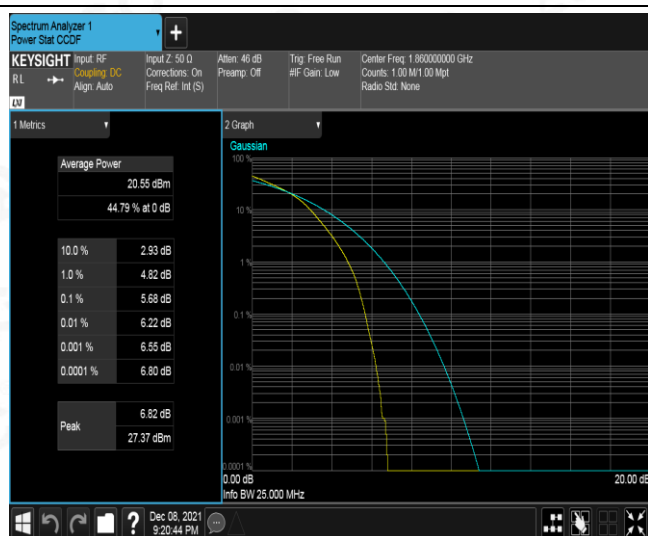 Spectrum Analyzer 1
Power Stat CCDF
KEYSIGHT
RL
LXI
Input: RF
Coupling: DC
Align: Auto
Input Z: 50 Ω
Corrections: On
Freq Ref: Int (S)
Atten: 46 dB
Preamp: Off
Trig: Free Run
#IF Gain: Low
Center Freq: 1.860000000 GHz
Counts: 1.00 M/1.00 Mpt
Radio Std: None
1 Metrics
Average Power
20.55 dBm
44.79 % at 0 dB
10.0 % 2.93 dB
1.0 % 4.82 dB
0.1 % 5.68 dB
0.01 % 6.22 dB
0.001 % 6.55 dB
0.0001 % 6.80 dB
Peak
6.82 dB
27.37 dBm
2 Graph
Gaussian
100 %
10 %
1 %
0.1 %
0.01 %
0.001 %
0.0001 %
0.00 dB 20.00 dB
Info BW 25.000 MHz
?
Dec 08, 2021
9:20:44 PM